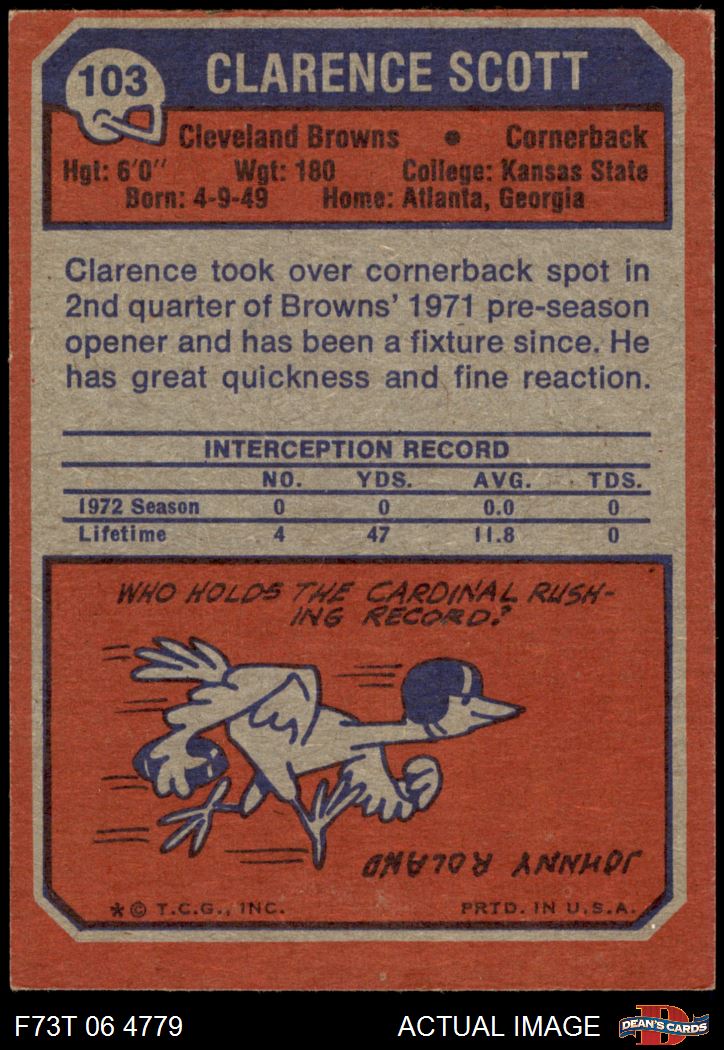 103
CLARENCE SCOTT
Cleveland Browns • Cornerback
Hgt: 6'0" Wgt: 180 College: Kansas State
Born: 4-9-49 Home: Atlanta, Georgia
Clarence took over cornerback spot in
2nd quarter of Browns' 1971 pre-season
opener and has been a fixture since. He
has great quickness and fine reaction.
INTERCEPTION RECORD
NO. YDS. AVG. TDS.
1972 Season 0 0 0.0 0
Lifetime 4 47 11.8 0
WHO HOLDS THE CARDINAL RUSH-
ING RECORD?
JOHNNY ROLAND
* © T.C.G., INC. PRTD. IN U.S.A.
F73T 06 4779 ACTUAL IMAGE
D
DEAN'S CARDS